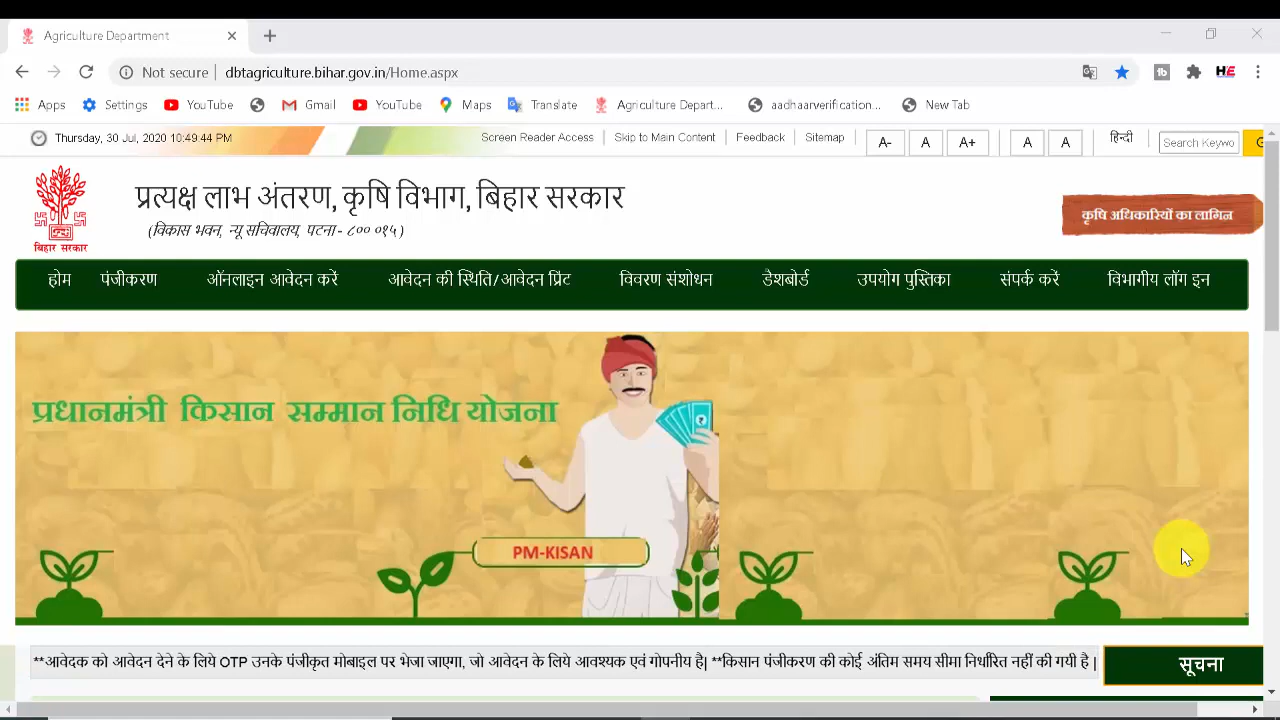 Agriculture Department
Not secure | dbtagriculture.bihar.gov.in/Home.aspx
Apps Settings YouTube Gmail YouTube Maps Translate Agriculture Depart... aadhaarverification... New Tab
Thursday, 30 Jul, 2020 10:49:44 PM Screen Reader Access Skip to Main Content Feedback Sitemap A- A A+ A A हिन्दी Search Keywo
प्रत्यक्ष लाभ अंतरण, कृषि विभाग, बिहार सरकार
(विकास भवन, न्यू सचिवालय, पटना - ८०० ०१५)
बिहार सरकार
कृषि अधिकारियों का लागिन
होम पंजीकरण ऑनलाइन आवेदन करें आवेदन की स्थिति/आवेदन प्रिंट विवरण संशोधन डैशबोर्ड उपयोग पुस्तिका संपर्क करें विभागीय लॉग इन
प्रधानमंत्री किसान सम्मान निधि योजना
PM-KISAN
**आवेदक को आवेदन देने के लिये OTP उनके पंजीकृत मोबाइल पर भेजा जाएगा, जो आवेदन के लिये आवश्यक एवं गोपनीय है| **किसान पंजीकरण की कोई अंतिम समय सीमा निर्धारित नहीं की गयी है |
सूचना